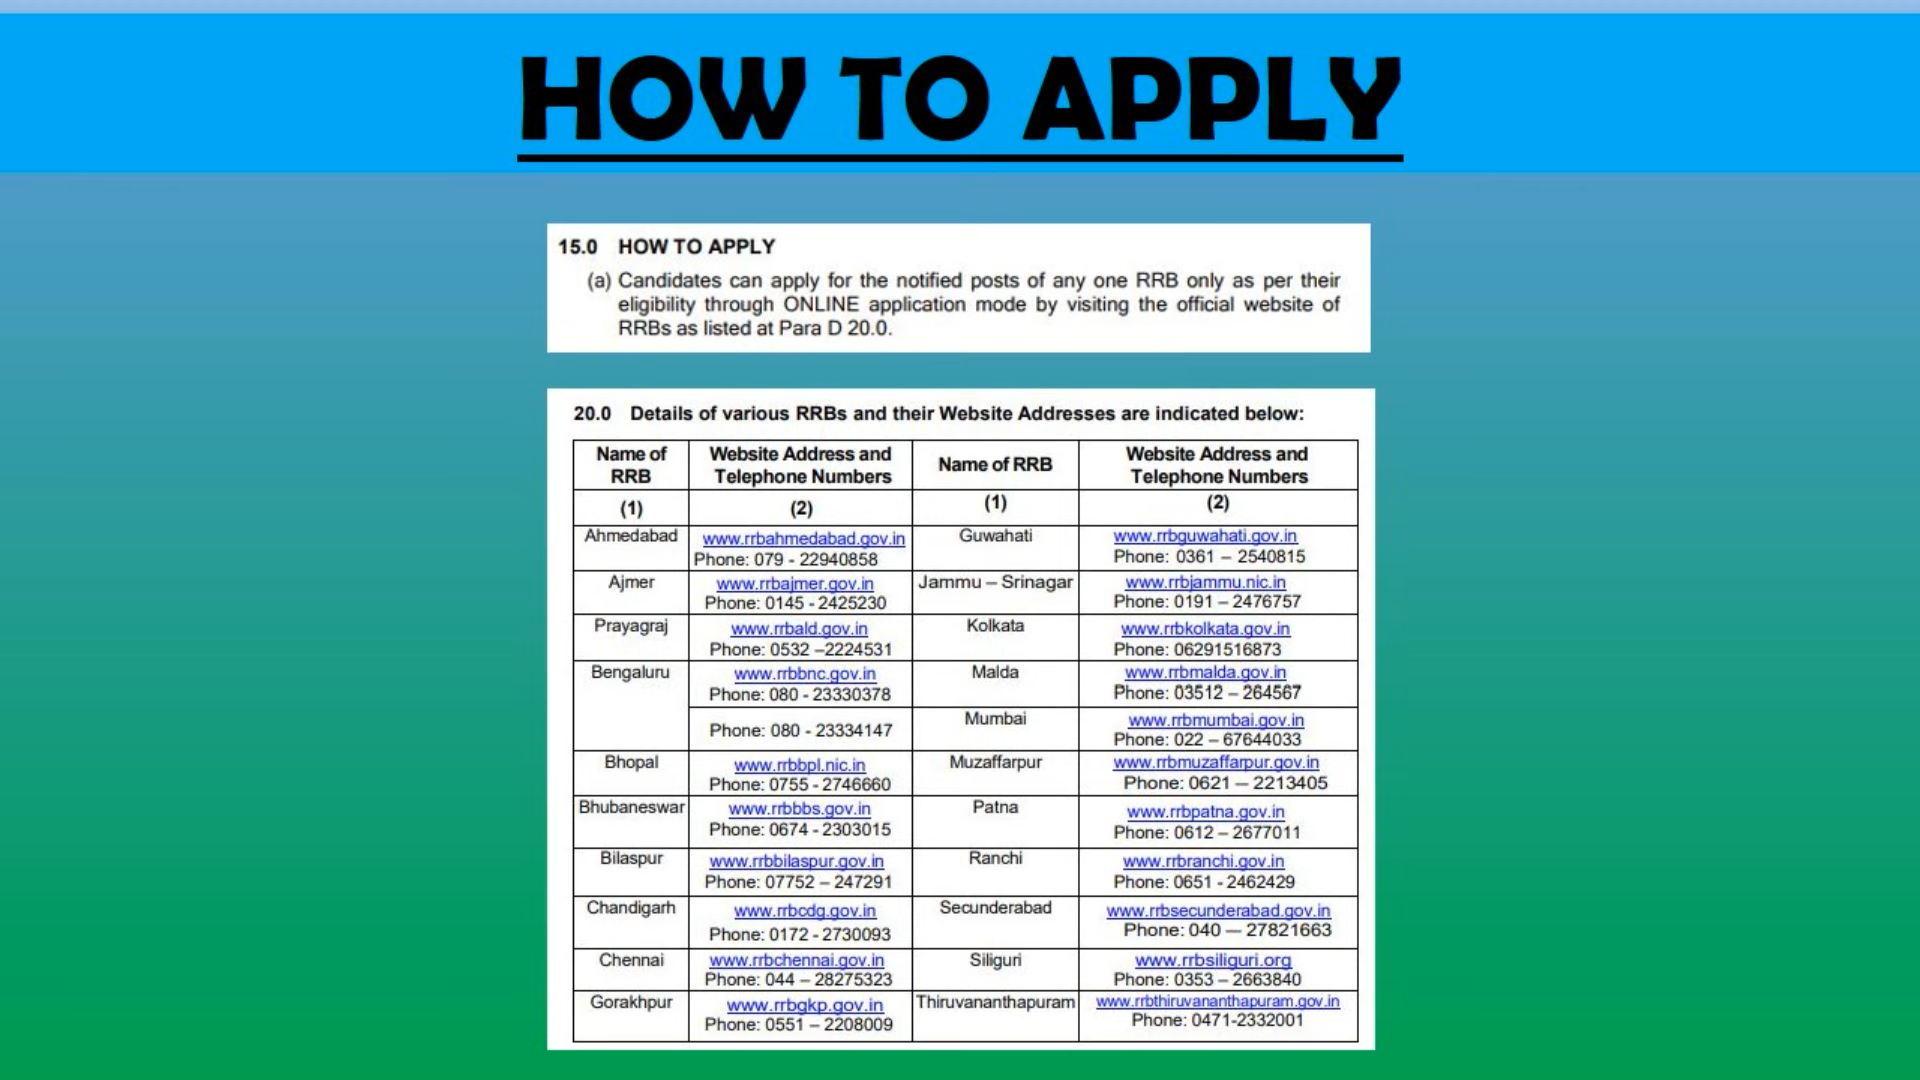 HOW TO APPLY
15.0 HOW TO APPLY
(a) Candidates can apply for the notified posts of any one RRB only as per their
eligibility through ONLINE application mode by visiting the official website of
RRBs as listed at Para D 20.0.
20.0 Details of various RRBs and their Website Addresses are indicated below:
Name of RRB Website Address and Telephone Numbers Name of RRB Website Address and Telephone Numbers
(1) (2) (1) (2)
Ahmedabad www.rrbahmedabad.gov.in Guwahati www.rrbguwahati.gov.in
Phone: 079 - 22940858 Phone: 0361 – 2540815
Ajmer www.rrbajmer.gov.in Jammu – Srinagar www.rrbjammu.nic.in
Phone: 0145 - 2425230 Phone: 0191 – 2476757
Prayagraj www.rrbald.gov.in Kolkata www.rrbkolkata.gov.in
Phone: 0532 –2224531 Phone: 06291516873
Bengaluru www.rrbbnc.gov.in Malda www.rrbmalda.gov.in
Phone: 080 - 23330378 Phone: 03512 – 264567
Phone: 080 - 23334147 Mumbai www.rrbmumbai.gov.in
Phone: 022 – 67644033
Bhopal www.rrbbpl.nic.in Muzaffarpur www.rrbmuzaffarpur.gov.in
Phone: 0755 - 2746660 Phone: 0621 — 2213405
Bhubaneswar www.rrbbbs.gov.in Patna www.rrbpatna.gov.in
Phone: 0674 - 2303015 Phone: 0612 – 2677011
Bilaspur www.rrbbilaspur.gov.in Ranchi www.rrbranchi.gov.in
Phone: 07752 – 247291 Phone: 0651 - 2462429
Chandigarh www.rrbcdg.gov.in Secunderabad www.rrbsecunderabad.gov.in
Phone: 0172 - 2730093 Phone: 040 — 27821663
Chennai www.rrbchennai.gov.in Siliguri www.rrbsiliguri.org
Phone: 044 – 28275323 Phone: 0353 – 2663840
Gorakhpur www.rrbgkp.gov.in Thiruvananthapuram www.rrbthiruvananthapuram.gov.in
Phone: 0551 – 2208009 Phone: 0471-2332001